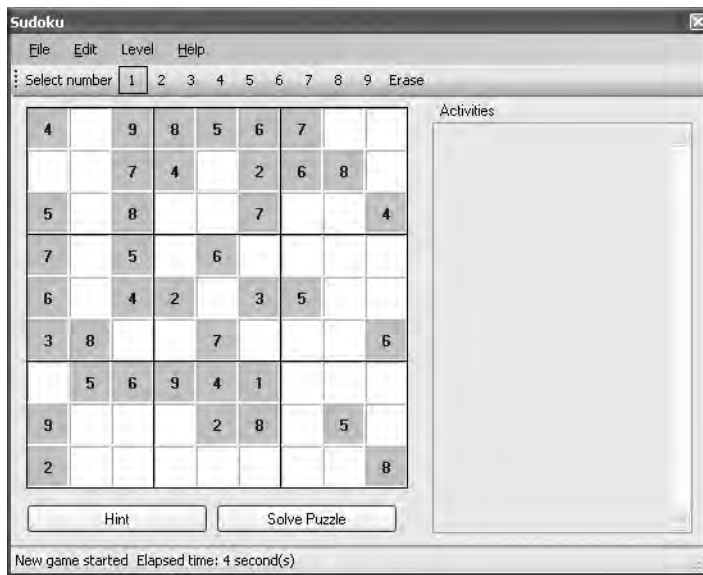 Sudoku
File Edit Level Help
Select number 1 2 3 4 5 6 7 8 9 Erase
Activities
4 9 8 5 6 7
7 4 2 6 8
5 8 7 4
7 5 6
6 4 2 3 5
3 8 7 6
5 6 9 4 1
9 2 8 5
2 8
Hint Solve Puzzle
New game started Elapsed time: 4 second(s)